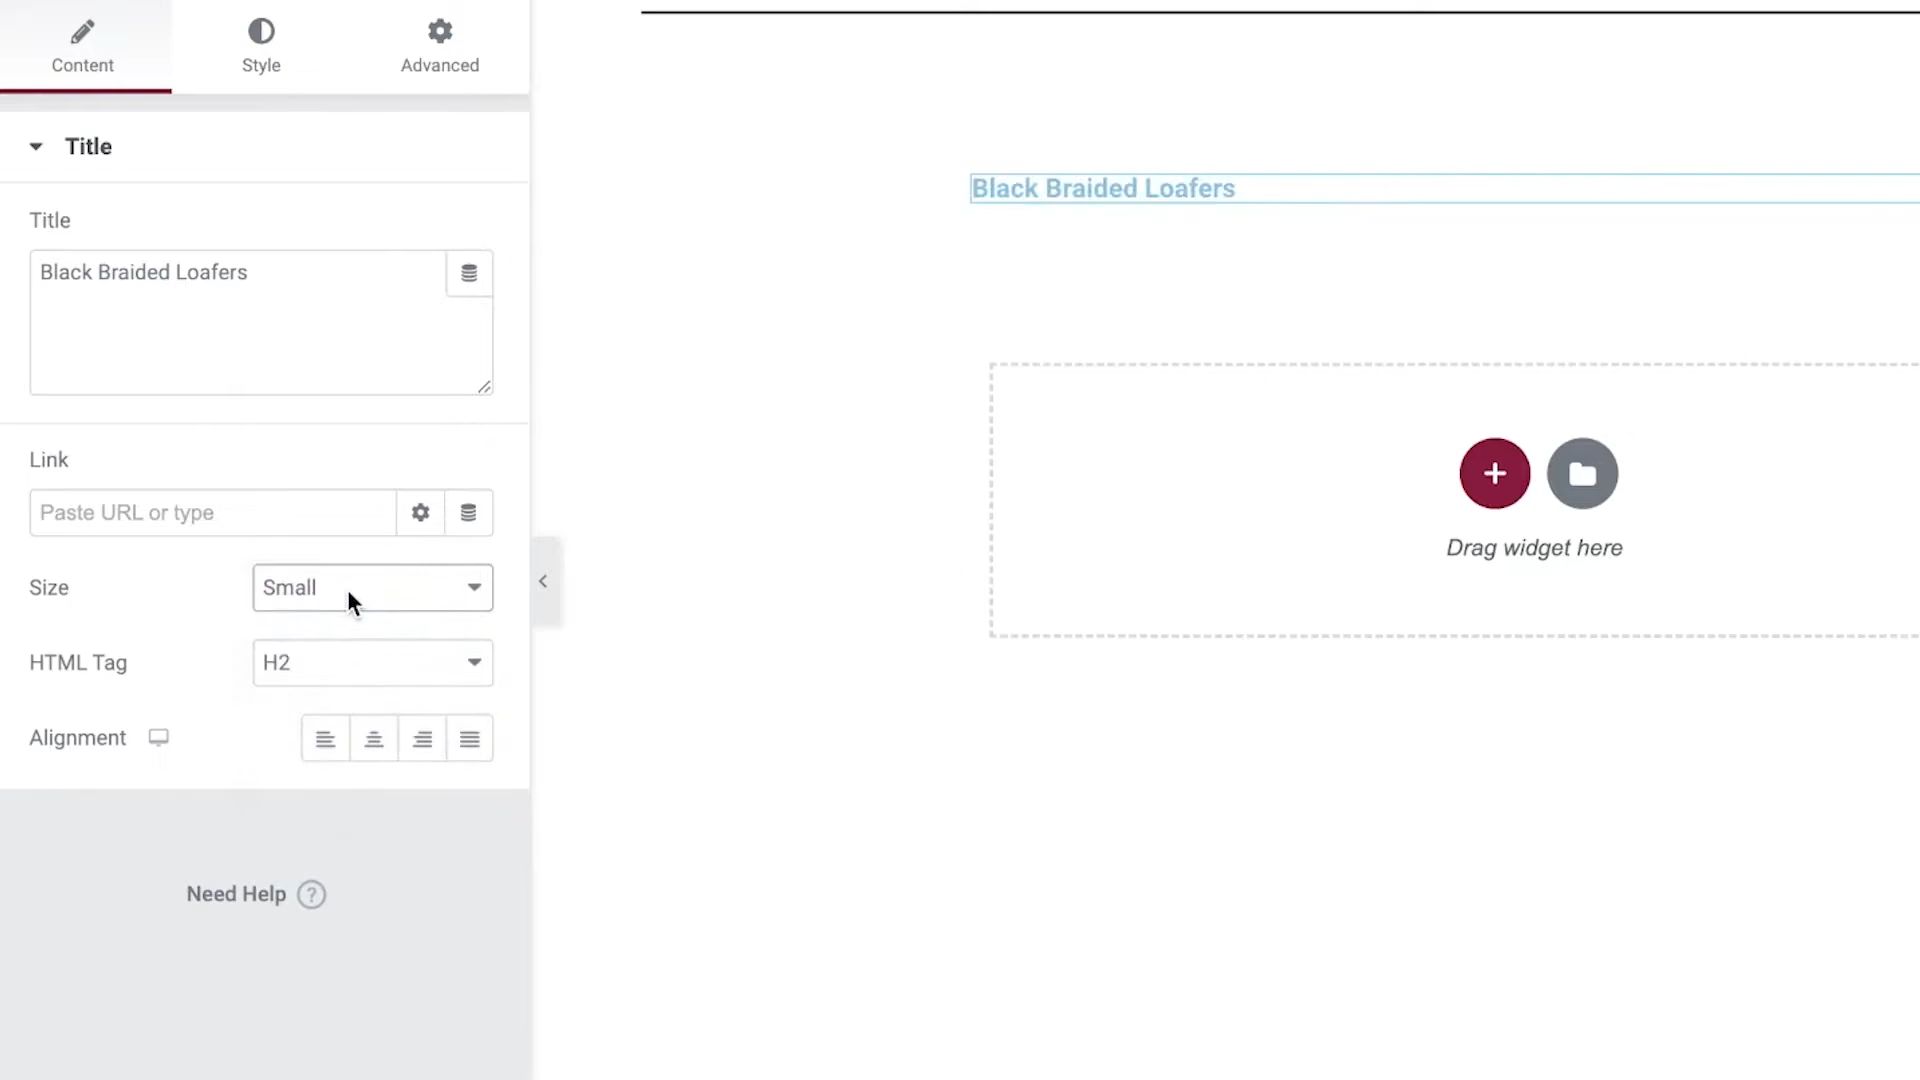 Content
Style
Advanced
Title
Title
Black Braided Loafers
Link
Paste URL or type
Size
Small
HTML Tag
H2
Alignment
Need Help ?
Black Braided Loafers
Drag widget here